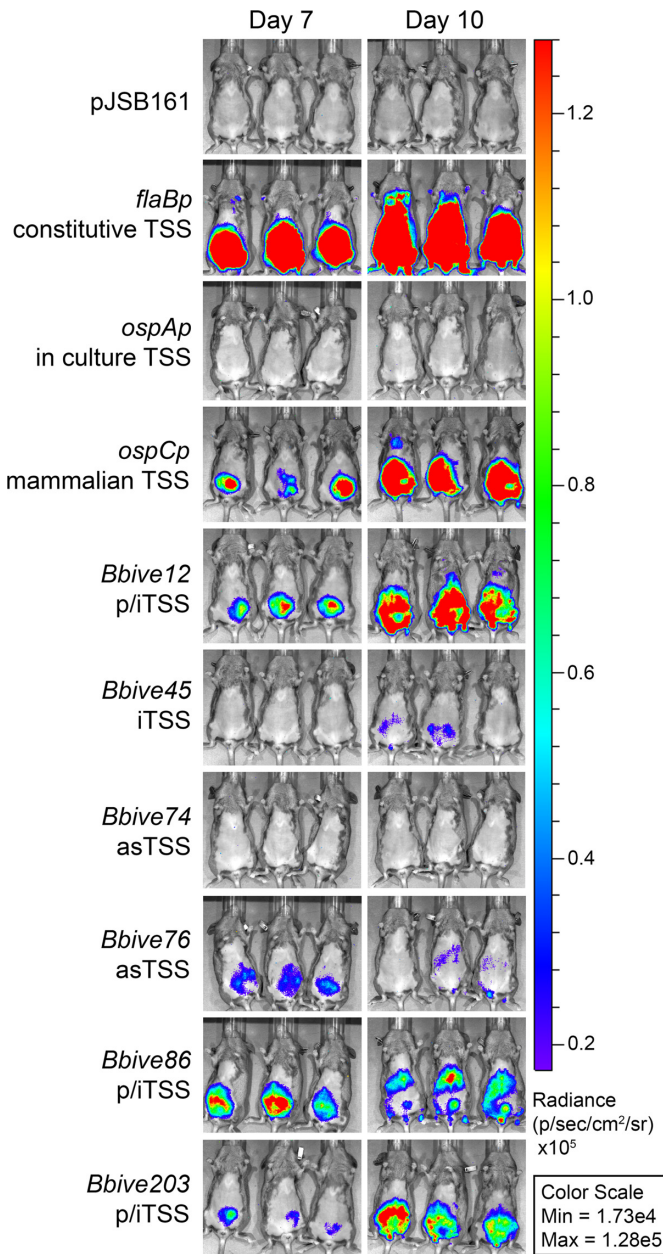 Day 7
Day 10
pJSB161
flaBp
constitutive TSS
ospAp
in culture TSS
ospCp
mammalian TSS
Bbive12
p/iTSS
Bbive45
iTSS
Bbive74
asTSS
Bbive76
asTSS
Bbive86
p/iTSS
Bbive203
p/iTSS
1.2
1.0
0.8
0.6
0.4
0.2
Radiance
(p/sec/cm²/sr)
x10⁵
Color Scale
Min = 1.73e4
Max = 1.28e5